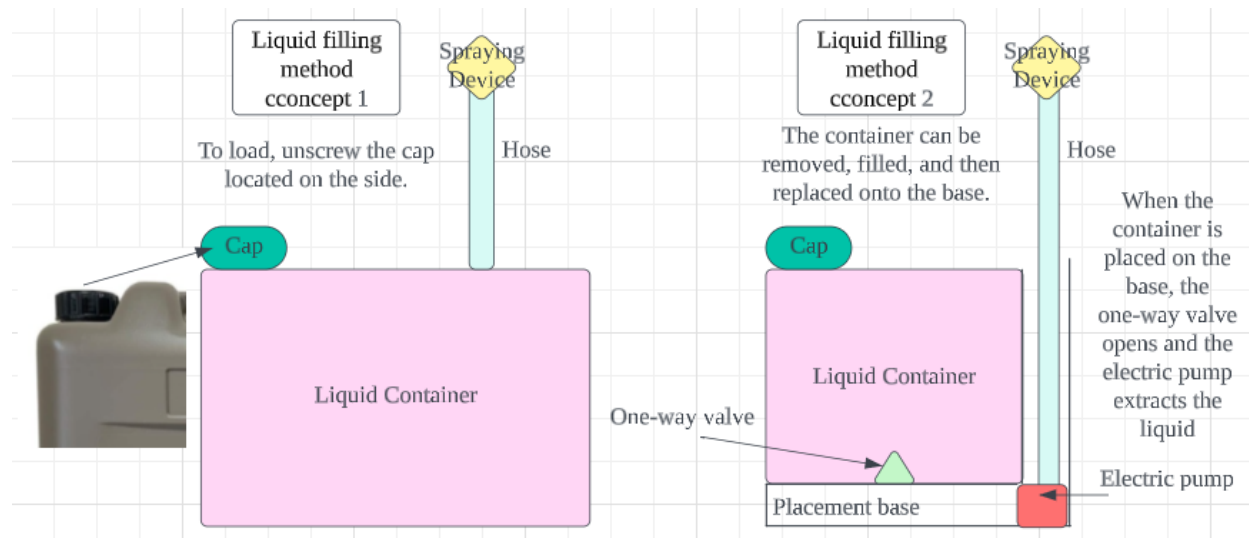 Liquid filling
method
cconcept 1
Spraying
Device
To load, unscrew the cap
located on the side.
Hose
Cap
Liquid Container
Liquid filling
method
cconcept 2
Spraying
Device
The container can be
removed, filled, and then
replaced onto the base.
Hose
When the
container is
placed on the
base, the
one-way valve
opens and the
electric pump
extracts the
liquid
Cap
Liquid Container
One-way valve
Electric pump
Placement base